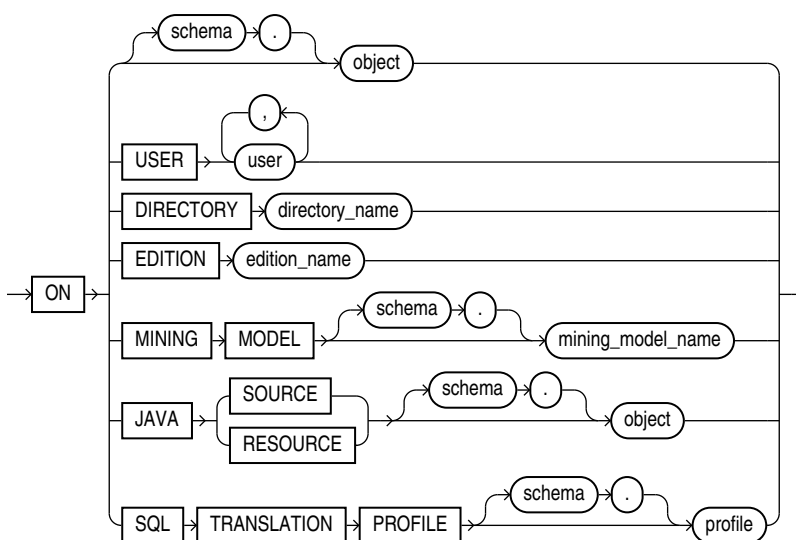 schema .
object
,
USER user
DIRECTORY directory_name
EDITION edition_name
ON
schema .
MINING MODEL mining_model_name
SOURCE schema .
JAVA object
RESOURCE
schema .
SQL TRANSLATION PROFILE profile